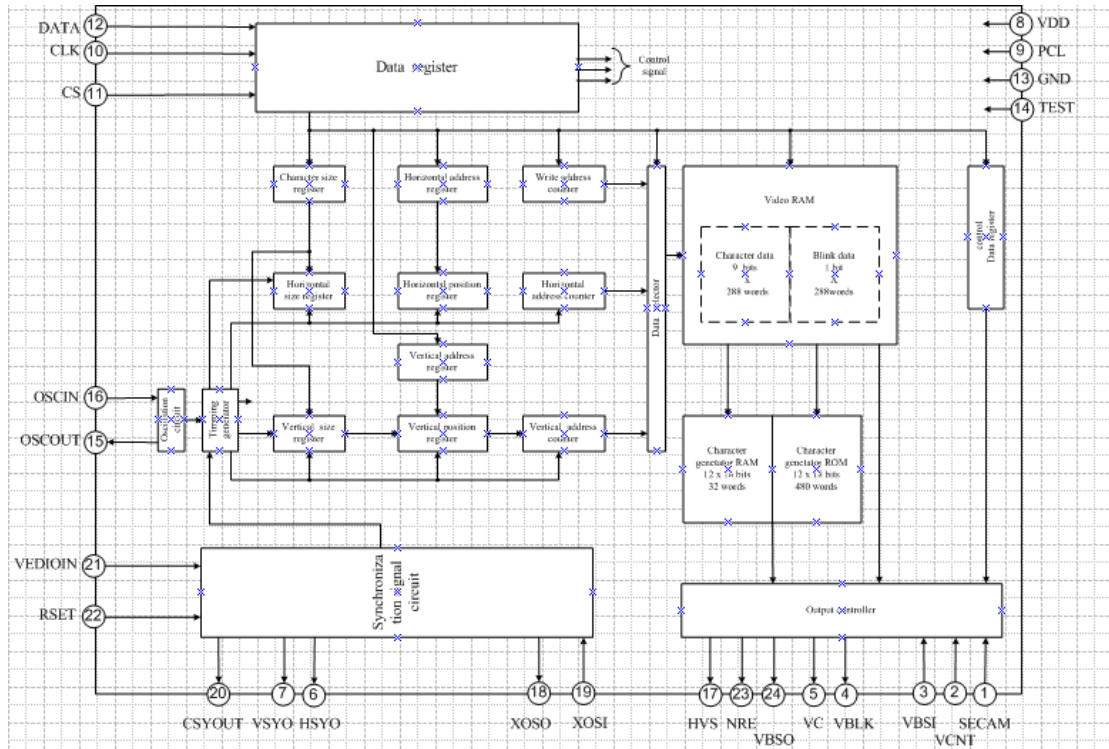 DATA 12
CLK 10
CS 11
Data register
Control
signal
8 VDD
9 PCL
13 GND
14 TEST
Character size
register
Horizontal address
register
Write address
counter
Video RAM
Character data
9 bits
X
288 words
Blink data
1 bit
X
288words
control
Data register
Horizontal
size register
Horizontal position
register
Horizontal
address counter
Data selector
Vertical address
register
OSCIN 16
OSCOUT 15
Oscillation
circuit
Timming
generator
Vertical size
register
Vertical position
register
Vertical address
counter
Character
genetator RAM
12 x 18 bits
32 words
Character
genetator ROM
12 x 18 bits
480 words
VEDIOIN 21
RSET 22
Synchroniza
tion signal
circuit
Output controller
20 7 6 18 19 17 23 24 5 4 3 2 1
CSYOUT VSYO HSYO XOSO XOSI HVS NRE VC VBLK VBSI SECAM
VBSO VCNT